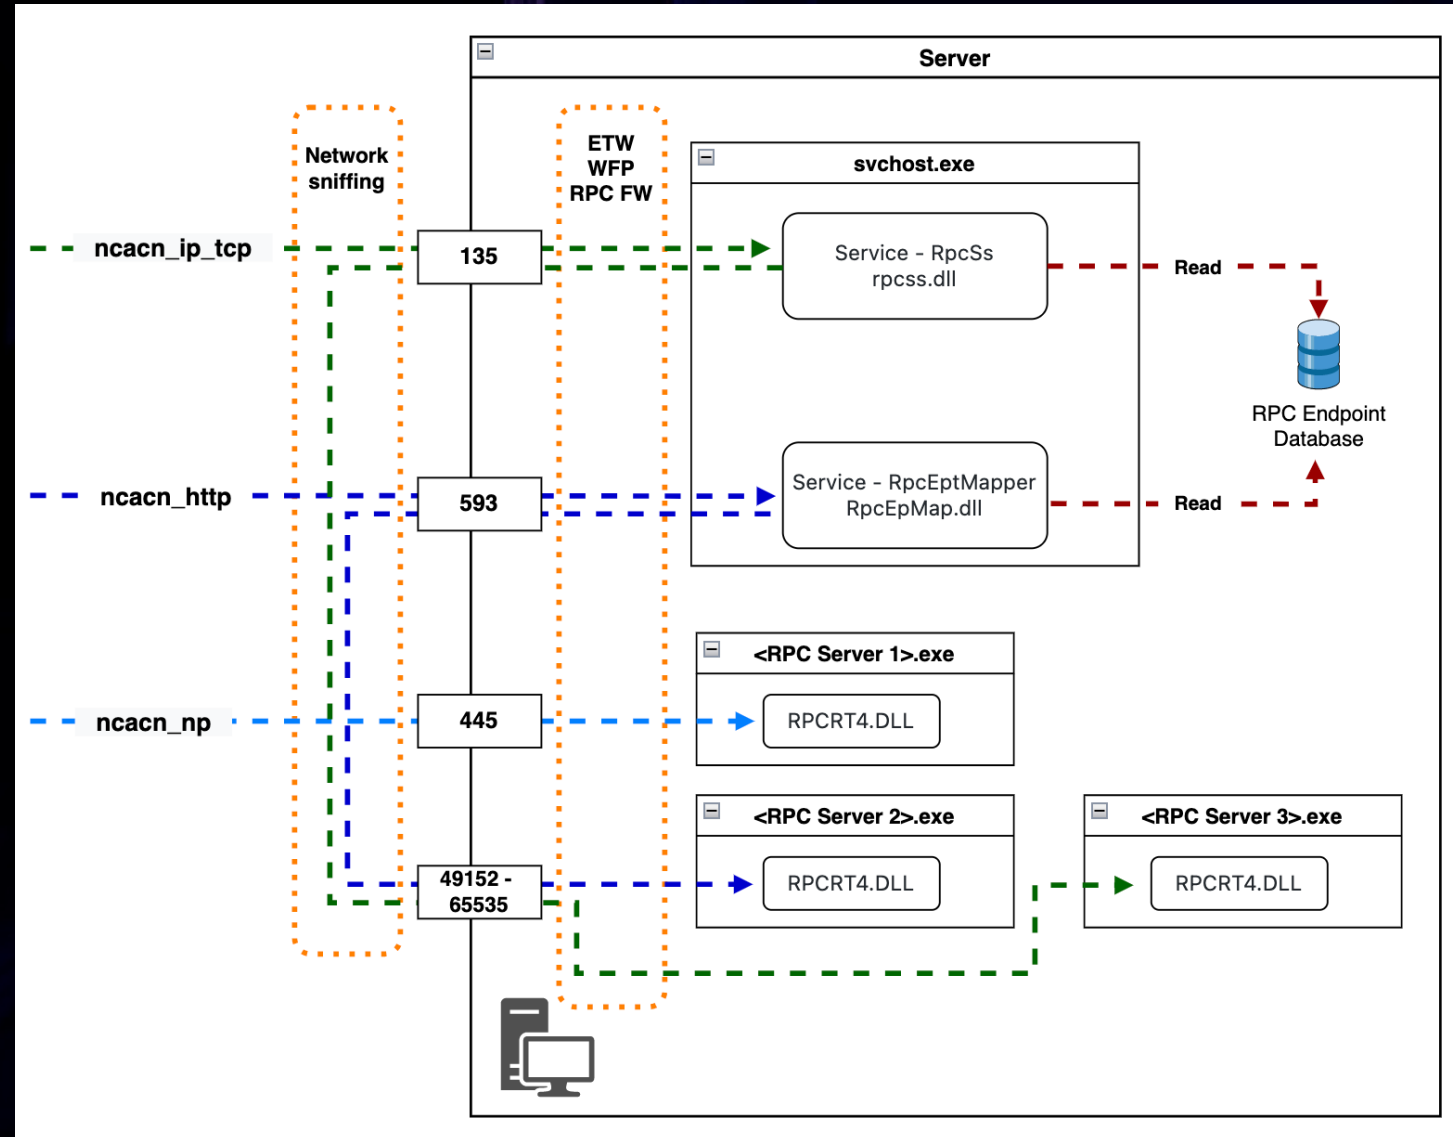 Server
Network
sniffing
ETW
WFP
RPC FW
svchost.exe
ncacn_ip_tcp
135
Service - RpcSs
rpcss.dll
Read
RPC Endpoint
Database
ncacn_http
593
Service - RpcEptMapper
RpcEpMap.dll
Read
<RPC Server 1>.exe
ncacn_np
445
RPCRT4.DLL
<RPC Server 2>.exe
<RPC Server 3>.exe
49152 -
65535
RPCRT4.DLL
RPCRT4.DLL